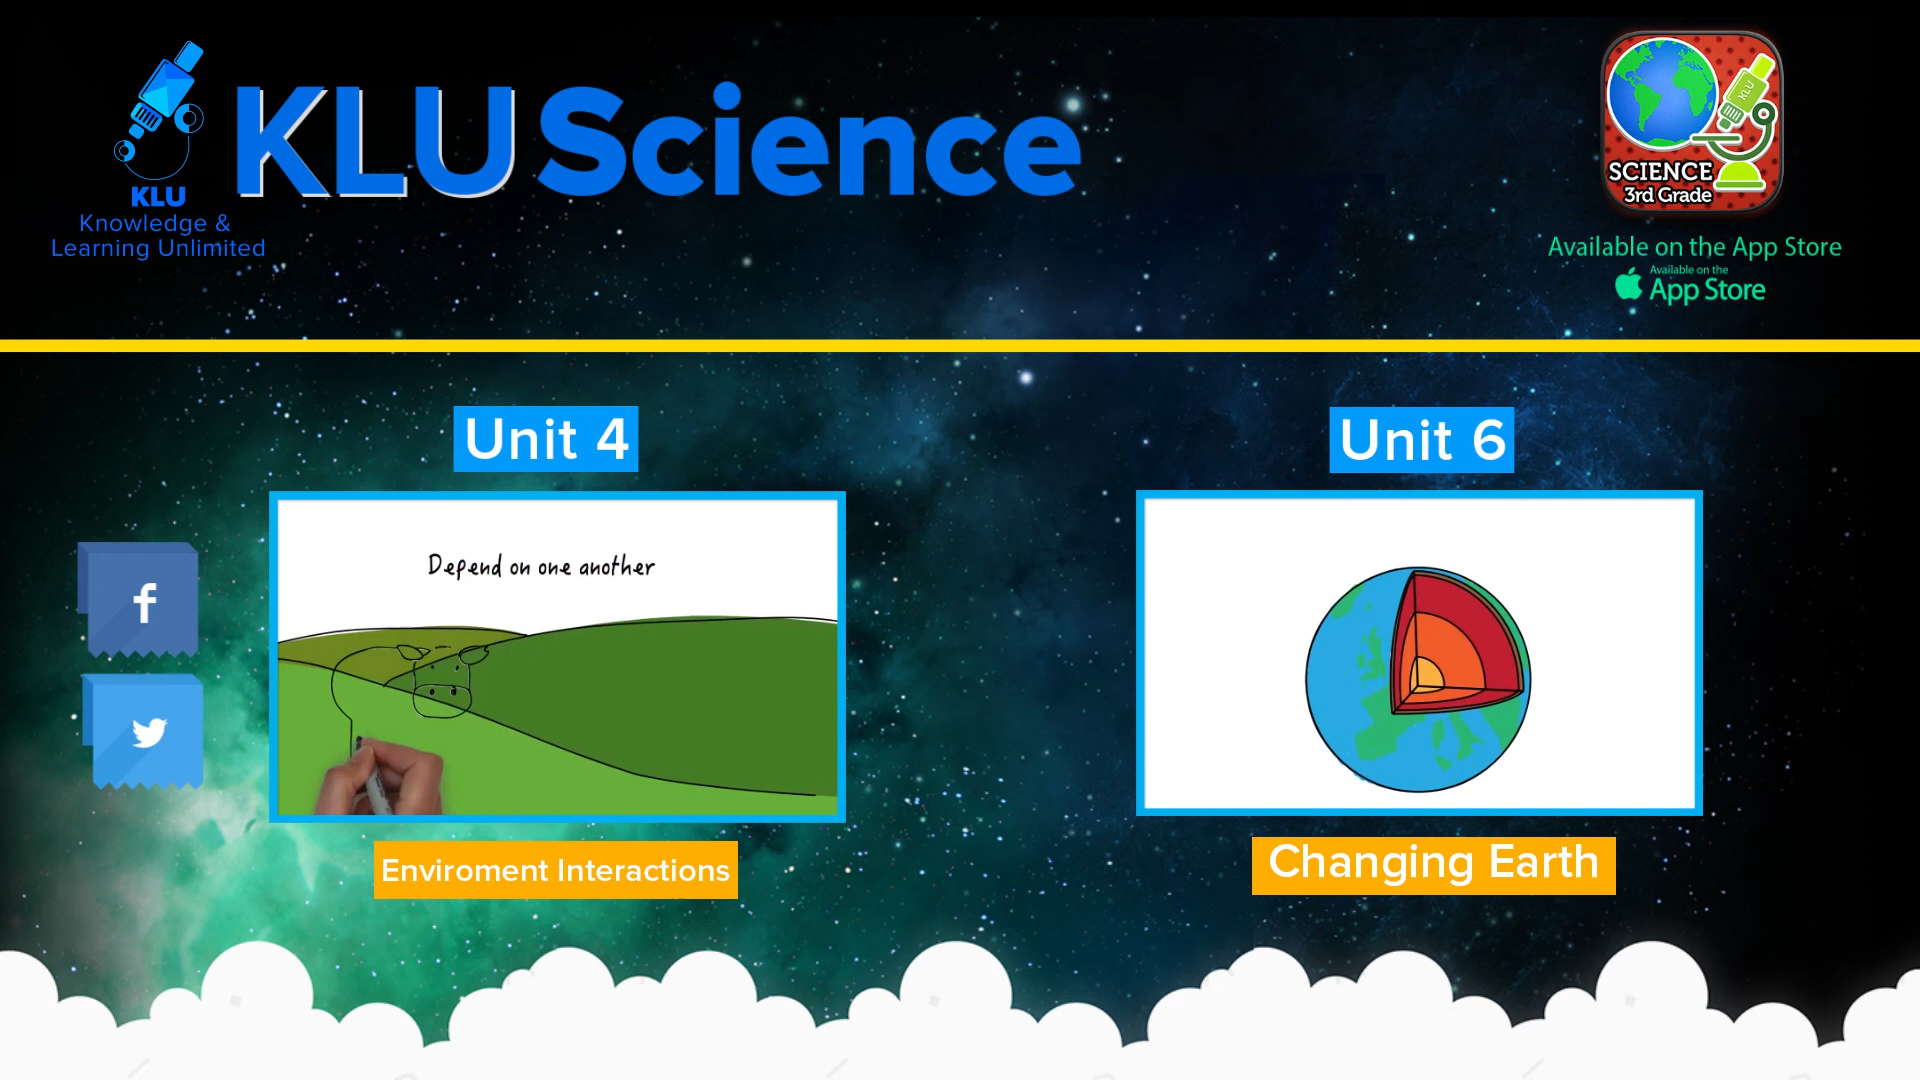 KLU Science
KLU
Knowledge &
Learning Unlimited
KLU
SCIENCE
3rd Grade
Available on the App Store
Available on the
App Store
Unit 4
Depend on one another
Enviroment Interactions
Unit 6
Changing Earth
f